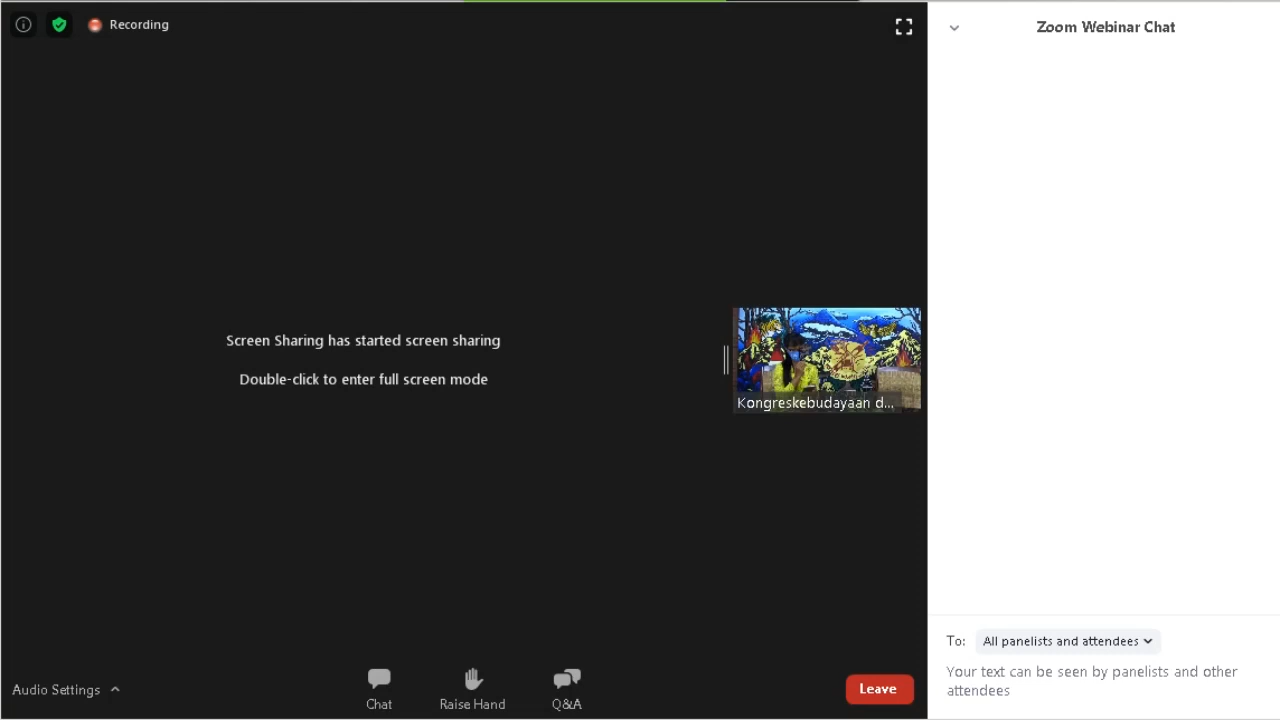 Recording
Zoom Webinar Chat
Screen Sharing has started screen sharing
Double-click to enter full screen mode
Kongreskebudayaan d...
To: All panelists and attendees
Your text can be seen by panelists and other
attendees
Audio Settings
Chat
Raise Hand
Q&A
Leave